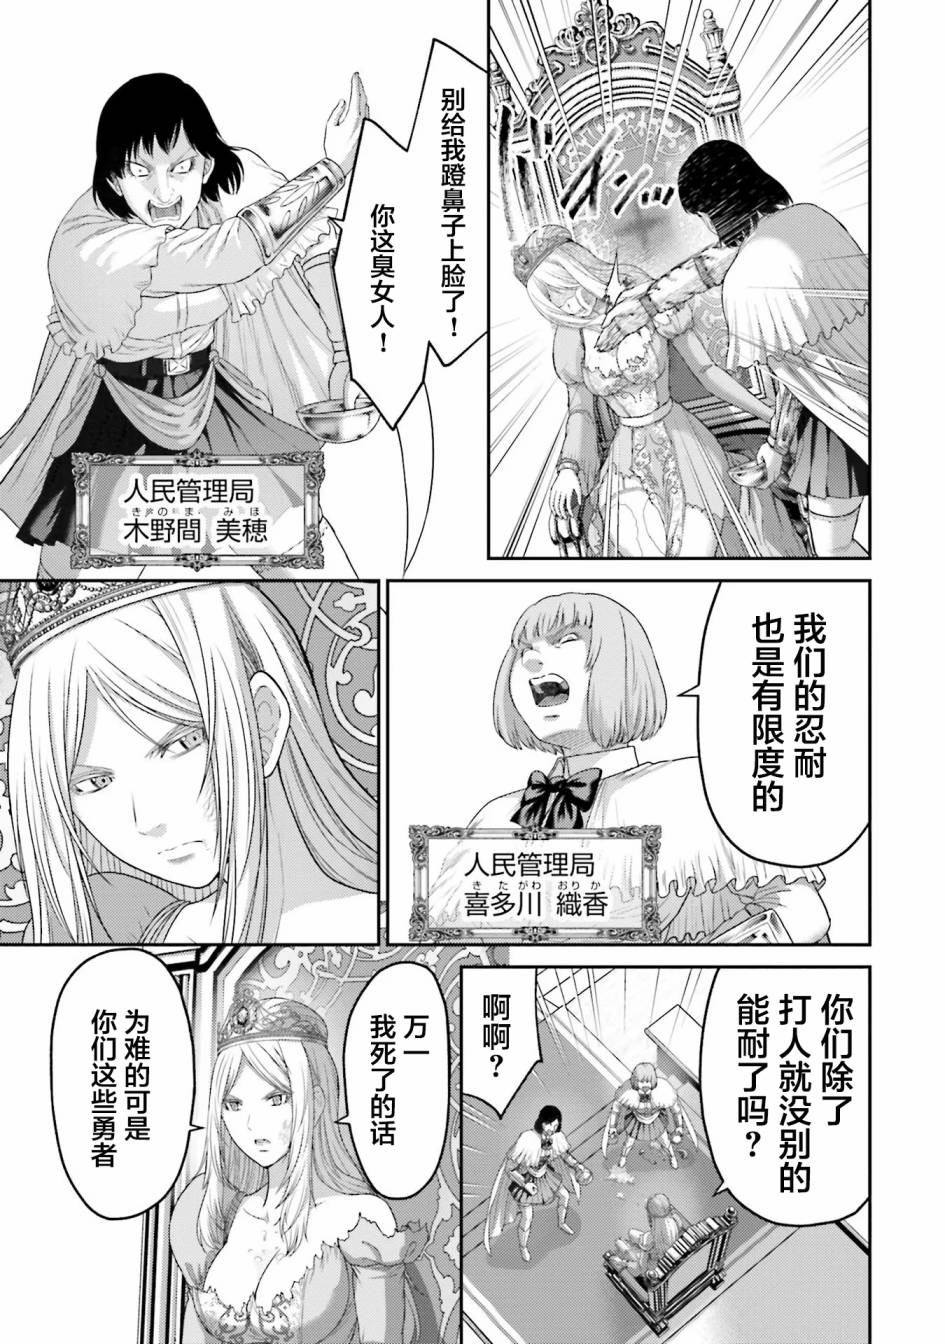 别给我蹬鼻子上脸了！
你这臭女人！
人民管理局
きのま みほ
木野間 美穂
我们的忍耐
也是有限度的
人民管理局
きたがわ おりか
喜多川 織香
你们除了
打人就没别的
能耐了吗？
啊啊？
万一
我死了的话
为难的可是
你们这些勇者